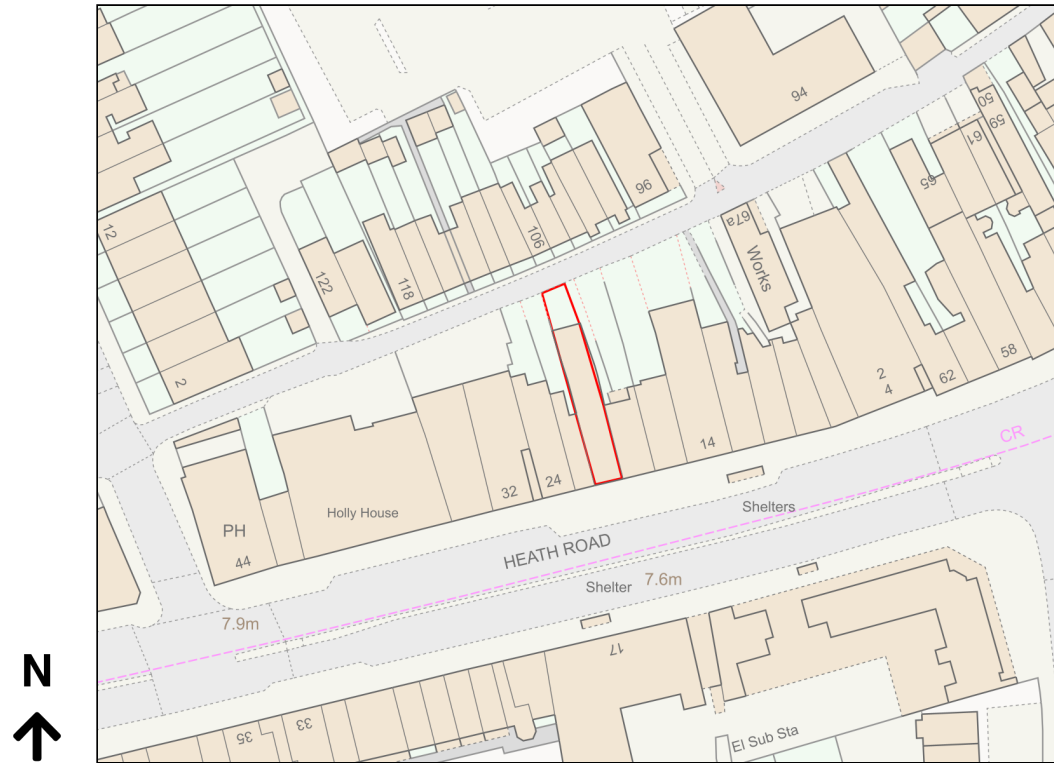 94
50
59
61
65
96
67a
Works
12
106
122
118
2
58
62
2
4
14
CR
24
32
Holly House
PH
44
HEATH ROAD
Shelters
Shelter
7.6m
7.9m
17
33
35
El Sub Sta
N